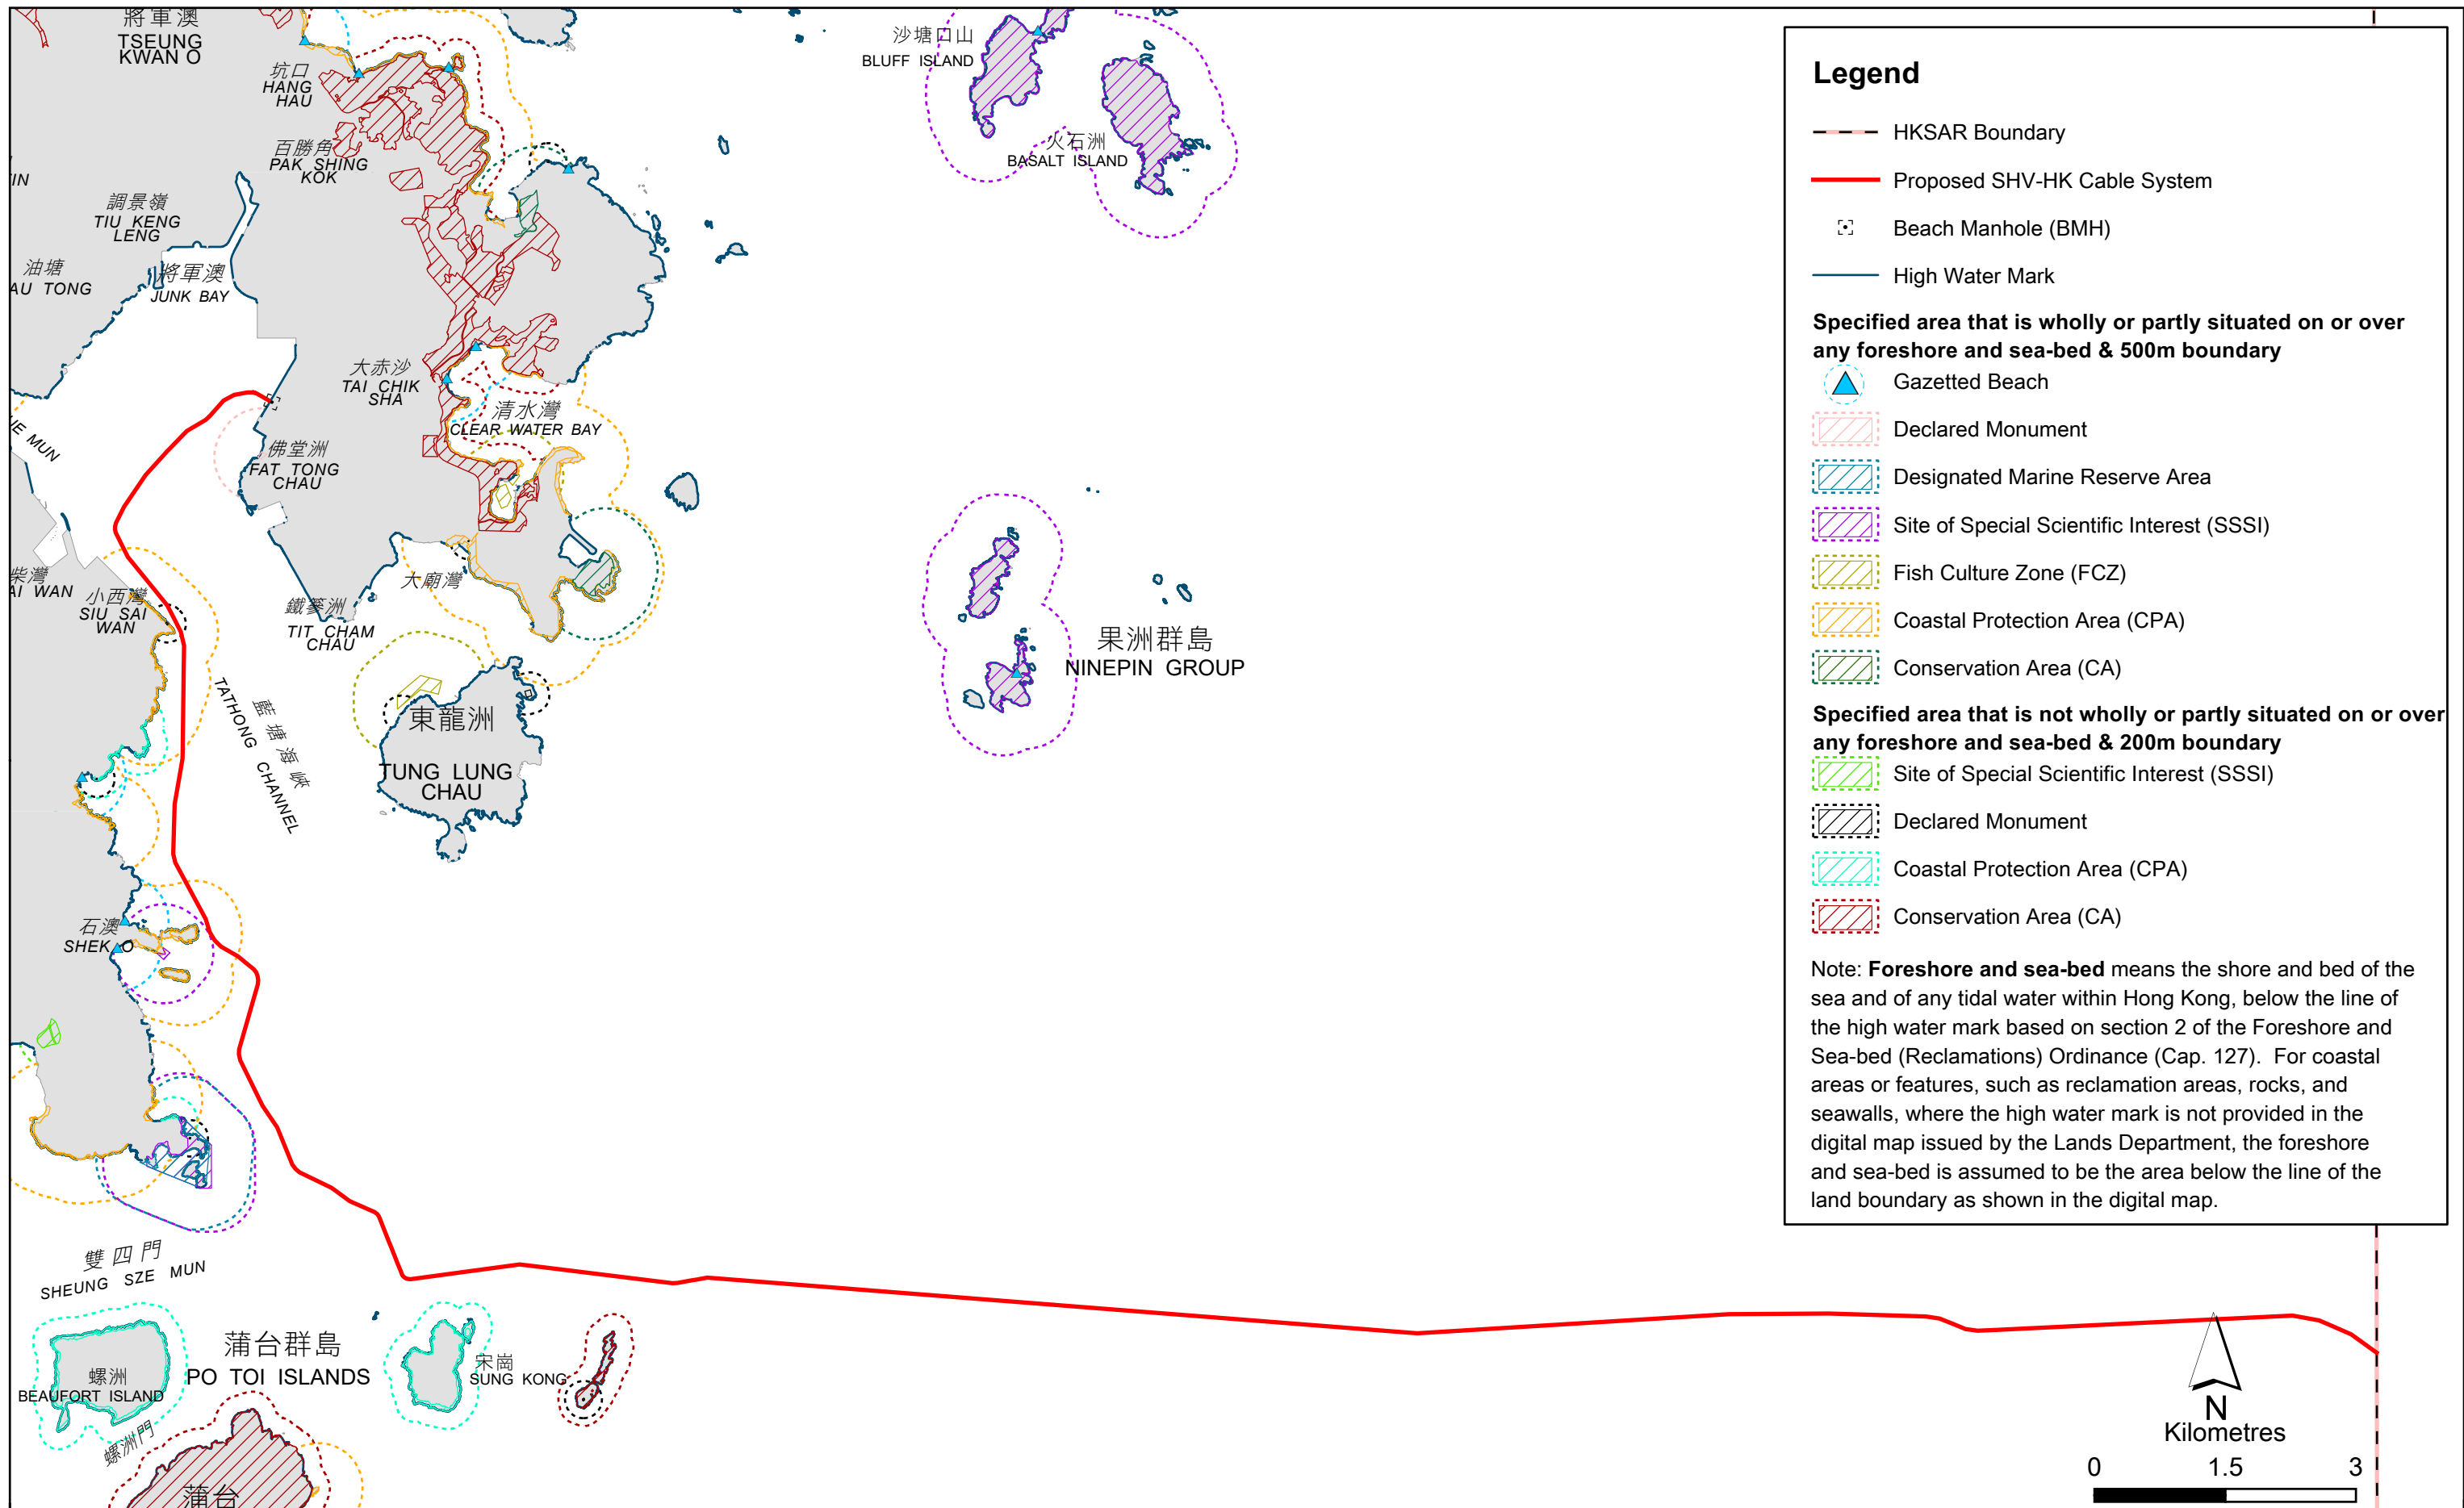 將軍澳
TSEUNG
KWAN O
坑口
HANG
HAU
百勝角
PAK SHING
KOK
調景嶺
TIU KENG
LENG
油塘
AU TONG
將軍澳
JUNK BAY
大赤沙
TAI CHIK
SHA
清水灣
CLEAR WATER BAY
佛堂洲
FAT TONG
CHAU
柴灣
AI WAN
小西灣
SIU SAI
WAN
大廟灣
TIT CHAM
CHAU
藍塘海峽
TATHONG CHANNEL
東龍洲
TUNG LUNG
CHAU
石澳
SHEK O
雙四門
SHEUNG SZE MUN
螺洲
BEAUFORT ISLAND
螺洲門
蒲台群島
PO TOI ISLANDS
宋崗
SUNG KONG
蒲台
沙塘口山
BLUFF ISLAND
火石洲
BASALT ISLAND
果洲群島
NINEPIN GROUP
Legend
HKSAR Boundary
Proposed SHV-HK Cable System
Beach Manhole (BMH)
High Water Mark
Specified area that is wholly or partly situated on or over
any foreshore and sea-bed & 500m boundary
Gazetted Beach
Declared Monument
Designated Marine Reserve Area
Site of Special Scientific Interest (SSSI)
Fish Culture Zone (FCZ)
Coastal Protection Area (CPA)
Conservation Area (CA)
Specified area that is not wholly or partly situated on or over
any foreshore and sea-bed & 200m boundary
Site of Special Scientific Interest (SSSI)
Declared Monument
Coastal Protection Area (CPA)
Conservation Area (CA)
Note: Foreshore and sea-bed means the shore and bed of the
sea and of any tidal water within Hong Kong, below the line of
the high water mark based on section 2 of the Foreshore and
Sea-bed (Reclamations) Ordinance (Cap. 127). For coastal
areas or features, such as reclamation areas, rocks, and
seawalls, where the high water mark is not provided in the
digital map issued by the Lands Department, the foreshore
and sea-bed is assumed to be the area below the line of the
land boundary as shown in the digital map.
N
Kilometres
0 1.5 3